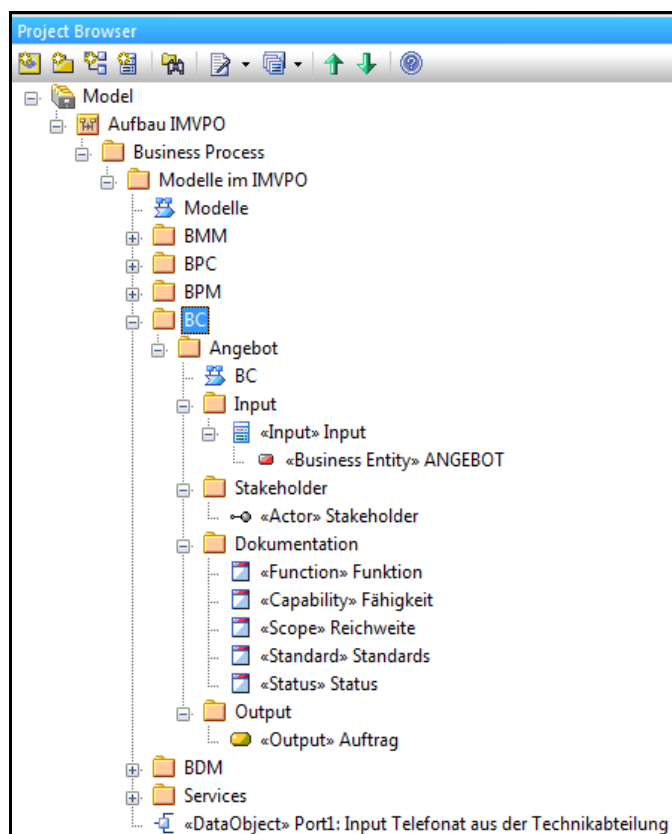 Project Browser
Model
Aufbau IMVPO
Business Process
Modelle im IMVPO
Modelle
BMM
BPC
BPM
BC
Angebot
BC
Input
«Input» Input
«Business Entity» ANGEBOT
Stakeholder
«Actor» Stakeholder
Dokumentation
«Function» Funktion
«Capability» Fähigkeit
«Scope» Reichweite
«Standard» Standards
«Status» Status
Output
«Output» Auftrag
BDM
Services
«DataObject» Port1: Input Telefonat aus der Technikabteilung